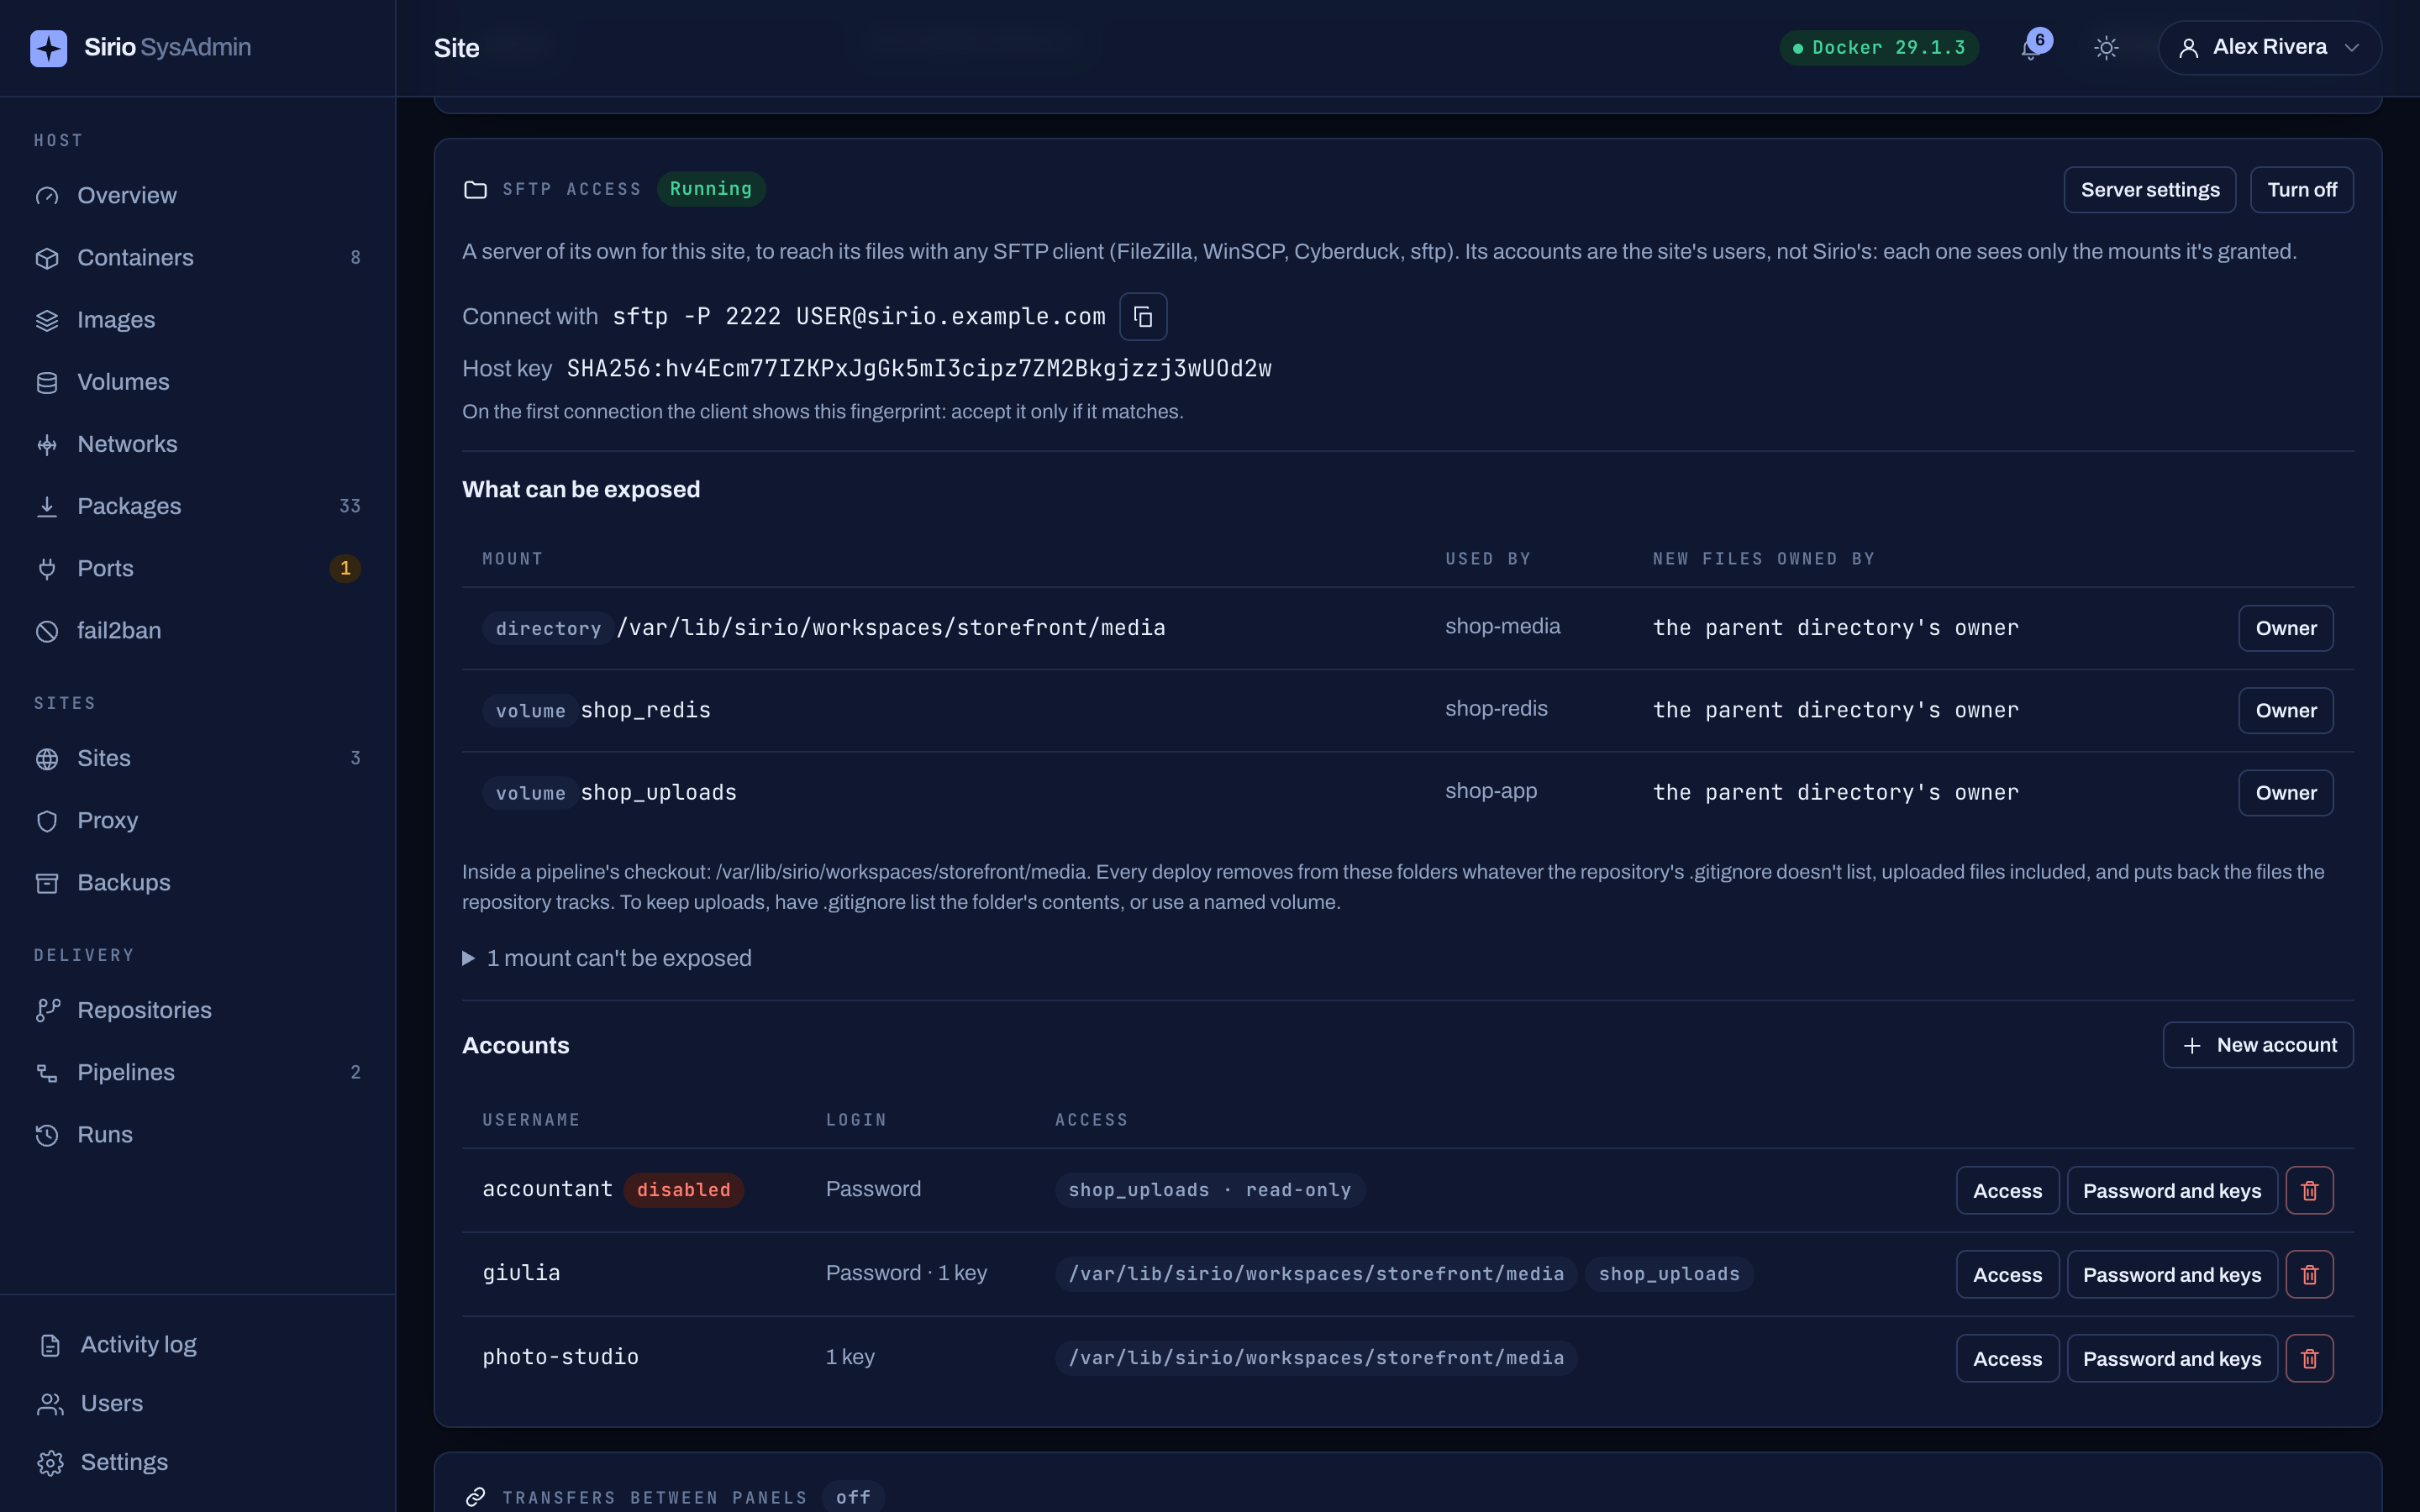 Sirio SysAdmin
Site
Docker 29.1.3
6
Alex Rivera
HOST
Overview
Containers 8
Images
Volumes
Networks
Packages 33
Ports 1
fail2ban
SITES
Sites 3
Proxy
Backups
DELIVERY
Repositories
Pipelines 2
Runs
Activity log
Users
Settings
SFTP ACCESS Running
Server settings
Turn off
A server of its own for this site, to reach its files with any SFTP client (FileZilla, WinSCP, Cyberduck, sftp). Its accounts are the site's users, not Sirio's: each one sees only the mounts it's granted.
Connect with sftp -P 2222 USER@sirio.example.com
Host key SHA256:hv4Ecm77IZKPxJgGk5mI3cipz7ZM2Bkgjzzj3wUOd2w
On the first connection the client shows this fingerprint: accept it only if it matches.
What can be exposed
MOUNT USED BY NEW FILES OWNED BY
directory /var/lib/sirio/workspaces/storefront/media shop-media the parent directory's owner Owner
volume shop_redis shop-redis the parent directory's owner Owner
volume shop_uploads shop-app the parent directory's owner Owner
Inside a pipeline's checkout: /var/lib/sirio/workspaces/storefront/media. Every deploy removes from these folders whatever the repository's .gitignore doesn't list, uploaded files included, and puts back the files the
repository tracks. To keep uploads, have .gitignore list the folder's contents, or use a named volume.
1 mount can't be exposed
Accounts
New account
USERNAME LOGIN ACCESS
accountant disabled Password shop_uploads · read-only Access Password and keys
giulia Password · 1 key /var/lib/sirio/workspaces/storefront/media shop_uploads Access Password and keys
photo-studio 1 key /var/lib/sirio/workspaces/storefront/media Access Password and keys
TRANSFERS BETWEEN PANELS off